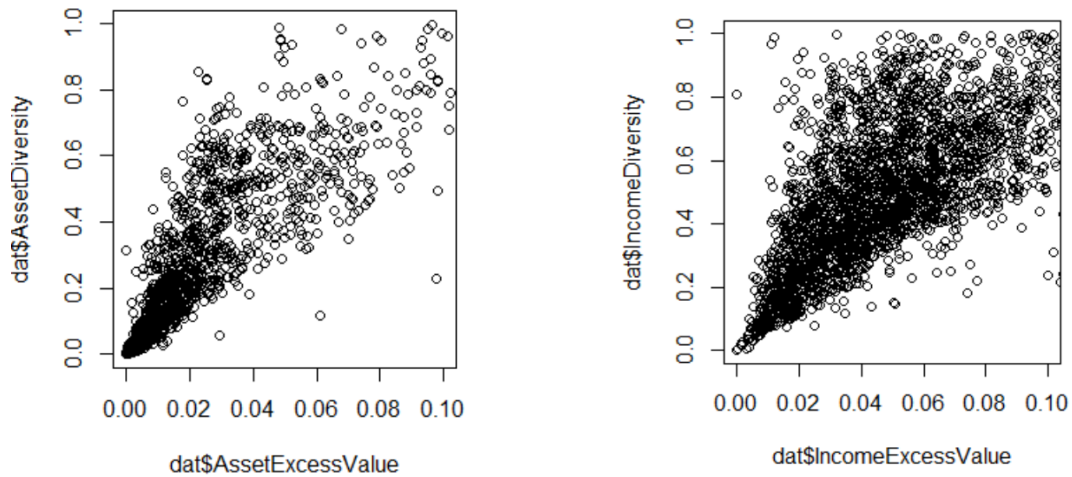 dat$AssetDiversity
1.0
0.8
0.6
0.4
0.2
0.0
0.00 0.02 0.04 0.06 0.08 0.10
dat$AssetExcessValue
dat$IncomeDiversity
1.0
0.8
0.6
0.4
0.2
0.0
0.00 0.02 0.04 0.06 0.08 0.10
dat$IncomeExcessValue